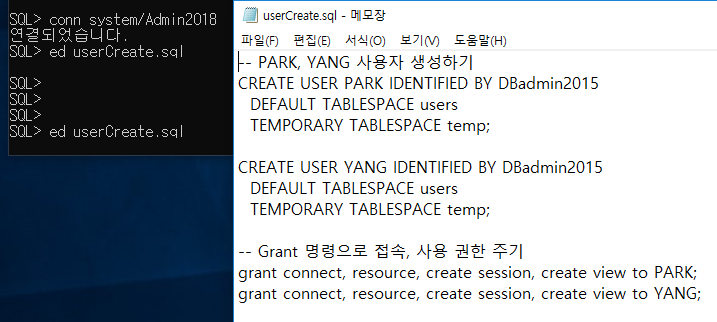 SQL> conn system/Admin2018
연결되었습니다.
SQL> ed userCreate.sql
SQL>
SQL>
SQL>
SQL> ed userCreate.sql
userCreate.sql - 메모장
파일(F) 편집(E) 서식(O) 보기(V) 도움말(H)
-- PARK, YANG 사용자 생성하기
CREATE USER PARK IDENTIFIED BY DBadmin2015
DEFAULT TABLESPACE users
TEMPORARY TABLESPACE temp;
CREATE USER YANG IDENTIFIED BY DBadmin2015
DEFAULT TABLESPACE users
TEMPORARY TABLESPACE temp;
-- Grant 명령으로 접속, 사용 권한 주기
grant connect, resource, create session, create view to PARK;
grant connect, resource, create session, create view to YANG;